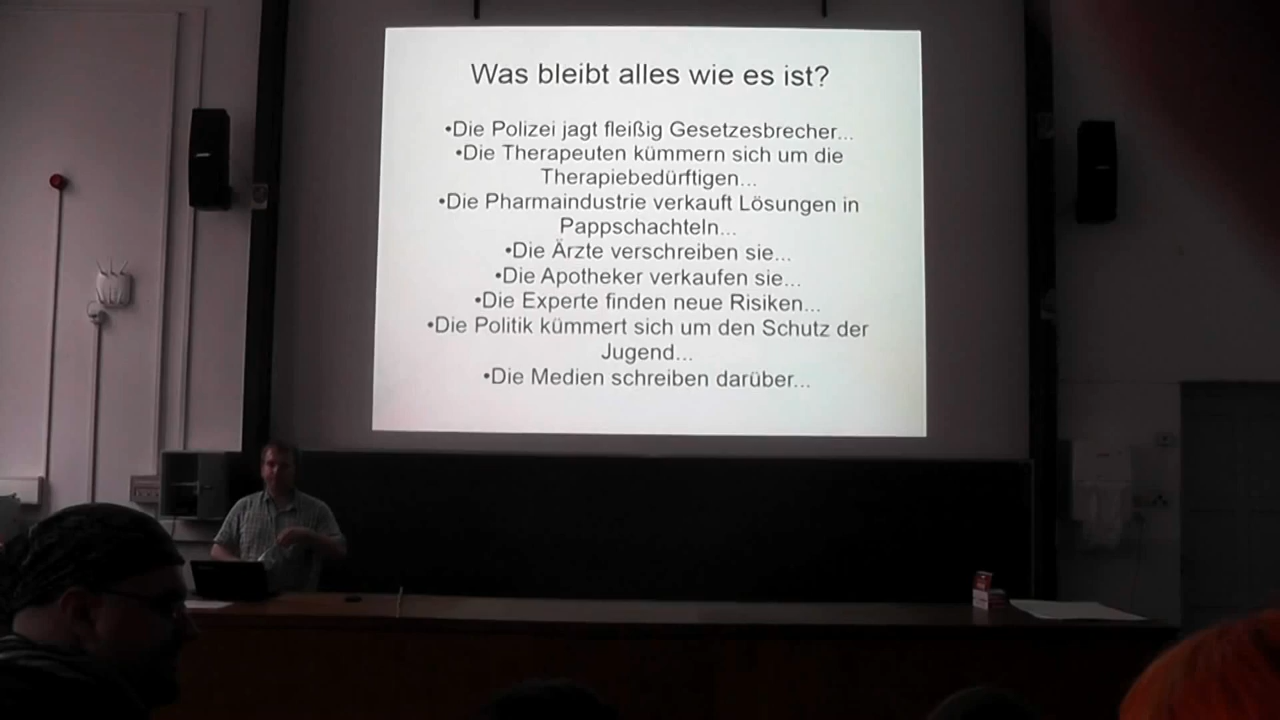 Was bleibt alles wie es ist?
•Die Polizei jagt fleißig Gesetzesbrecher...
•Die Therapeuten kümmern sich um die
Therapiebedürftigen...
•Die Pharmaindustrie verkauft Lösungen in
Pappschachteln...
•Die Ärzte verschreiben sie...
•Die Apotheker verkaufen sie...
•Die Experte finden neue Risiken...
•Die Politik kümmert sich um den Schutz der
Jugend...
•Die Medien schreiben darüber...